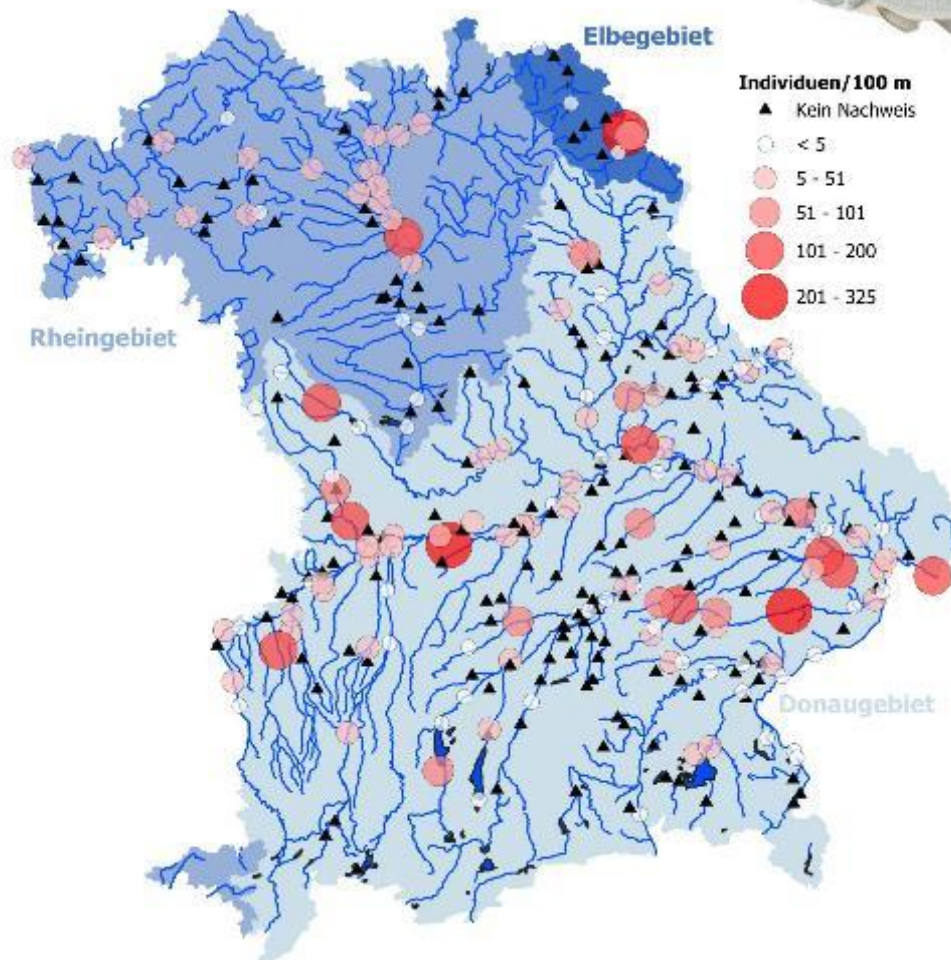 Elbegebiet
Individuen/100 m
Kein Nachweis
< 5
5 - 51
51 - 101
101 - 200
201 - 325
Rheingebiet
Donaugebiet